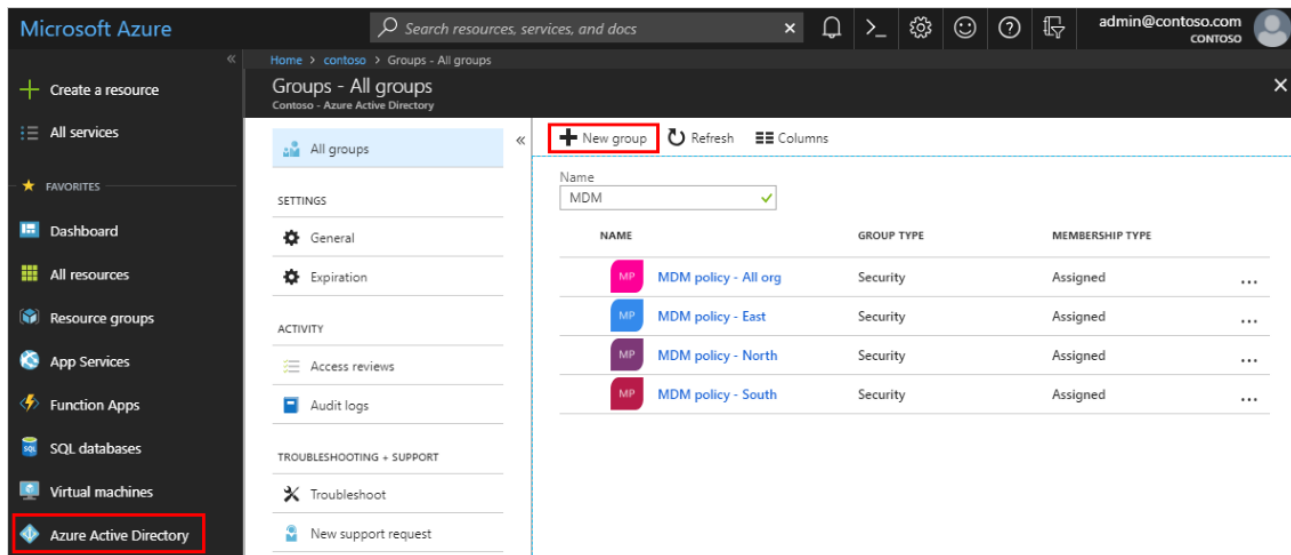 Microsoft Azure
Search resources, services, and docs
admin@contoso.com
CONTOSO
Home > contoso > Groups - All groups
Groups - All groups
Contoso - Azure Active Directory
Create a resource
All services
FAVORITES
Dashboard
All resources
Resource groups
App Services
Function Apps
SQL databases
Virtual machines
Azure Active Directory
All groups
SETTINGS
General
Expiration
ACTIVITY
Access reviews
Audit logs
TROUBLESHOOTING + SUPPORT
Troubleshoot
New support request
New group Refresh Columns
Name
MDM
NAME GROUP TYPE MEMBERSHIP TYPE
MP MDM policy - All org Security Assigned ...
MP MDM policy - East Security Assigned ...
MP MDM policy - North Security Assigned ...
MP MDM policy - South Security Assigned ...